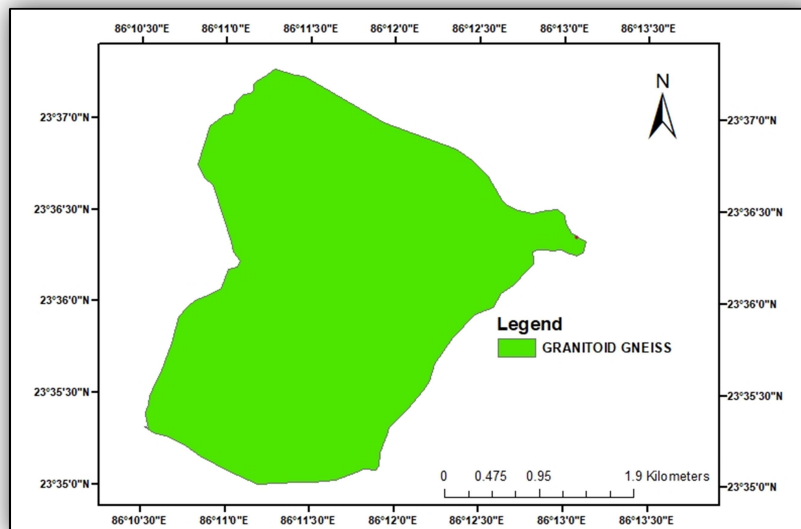 86°10'30"E 86°11'0"E 86°11'30"E 86°12'0"E 86°12'30"E 86°13'0"E 86°13'30"E
N
23°37'0"N 23°37'0"N
23°36'30"N 23°36'30"N
23°36'0"N 23°36'0"N
Legend
GRANITOID GNEISS
23°35'30"N 23°35'30"N
0 0.475 0.95 1.9 Kilometers
23°35'0"N 23°35'0"N
86°10'30"E 86°11'0"E 86°11'30"E 86°12'0"E 86°12'30"E 86°13'0"E 86°13'30"E